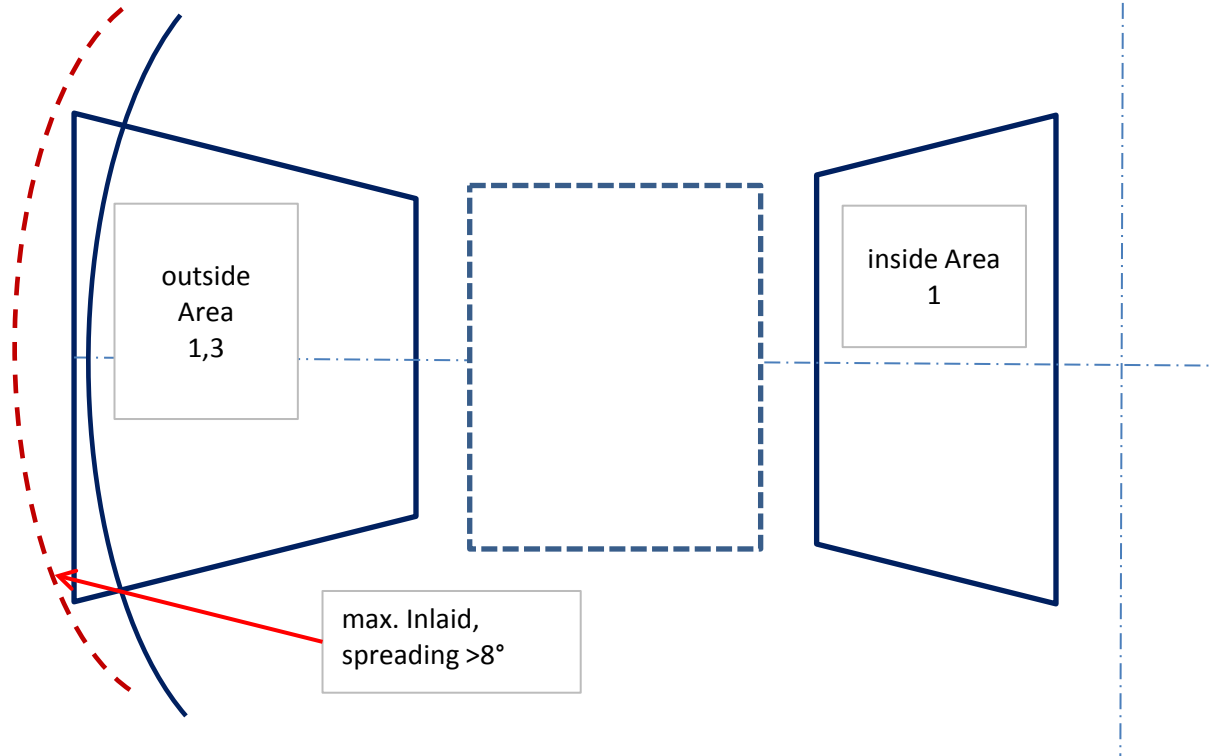 outside
Area
1,3
inside Area
1
max. Inlaid,
spreading >8°